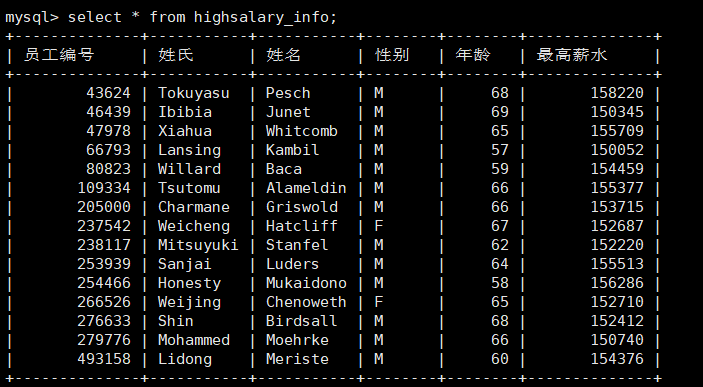 mysql> select * from highsalary_info;
+--------------+-----------+-----------+--------+--------+--------------+
| 员工编号 | 姓氏 | 姓名 | 性别 | 年龄 | 最高薪水 |
+--------------+-----------+-----------+--------+--------+--------------+
| 43624 | Tokuyasu | Pesch | M | 68 | 158220 |
| 46439 | Ibibia | Junet | M | 69 | 150345 |
| 47978 | Xiahua | Whitcomb | M | 65 | 155709 |
| 66793 | Lansing | Kambil | M | 57 | 150052 |
| 80823 | Willard | Baca | M | 59 | 154459 |
| 109334 | Tsutomu | Alameldin | M | 66 | 155377 |
| 205000 | Charmane | Griswold | M | 66 | 153715 |
| 237542 | Weicheng | Hatcliff | F | 67 | 152687 |
| 238117 | Mitsuyuki | Stanfel | M | 62 | 152220 |
| 253939 | Sanjai | Luders | M | 64 | 155513 |
| 254466 | Honesty | Mukaidono | M | 58 | 156286 |
| 266526 | Weijing | Chenoweth | F | 65 | 152710 |
| 276633 | Shin | Birdsall | M | 68 | 152412 |
| 279776 | Mohammed | Moehrke | M | 66 | 150740 |
| 493158 | Lidong | Meriste | M | 60 | 154376 |
+--------------+-----------+-----------+--------+--------+--------------+